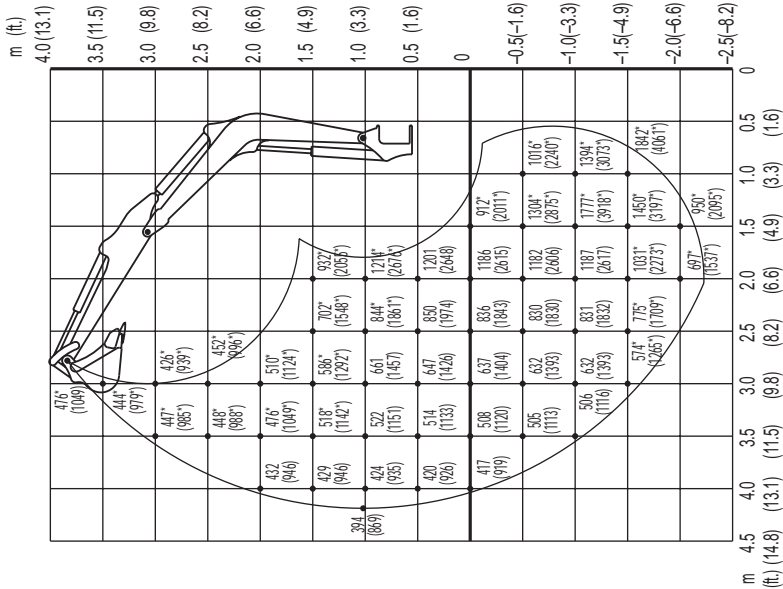 m (ft.)
4.0 (13.1)
476*
(1049)
3.5 (11.5)
444*
(979*)
3.0 (9.8)
447* 426*
(985*) (939*)
2.5 (8.2)
448* 452*
(988*) (996*)
2.0 (6.6)
432 476* 510*
(946) (1049*) (1124*)
1.5 (4.9)
429 518* 586* 702* 932*
(946) (1142*) (1292*) (1548*) (2055*)
1.0 (3.3)
394 424 522 661 844* 1214*
(869) (935) (1151) (1457) (1861*) (2676*)
0.5 (1.6)
420 514 647 850 1201
(926) (1133) (1426) (1974) (2648)
0
417 508 637 836 1186 912*
(919) (1120) (1404) (1843) (2615) (2011*)
-0.5(-1.6)
505 632 830 1182 1304* 1016*
(1113) (1393) (1830) (2606) (2875*) (2240*)
-1.0(-3.3)
506 632 831 1187 1777* 1394*
(1116) (1393) (1832) (2617) (3918*) (3073*)
-1.5(-4.9)
574* 775* 1031* 1450* 1842*
(1265*) (1709*) (2273*) (3197*) (4061*)
-2.0(-6.6)
697* 950*
(1537*) (2095*)
-2.5(-8.2)
m 4.5 4.0 3.5 3.0 2.5 2.0 1.5 1.0 0.5 0
(ft.) (14.8) (13.1) (11.5) (9.8) (8.2) (6.6) (4.9) (3.3) (1.6)